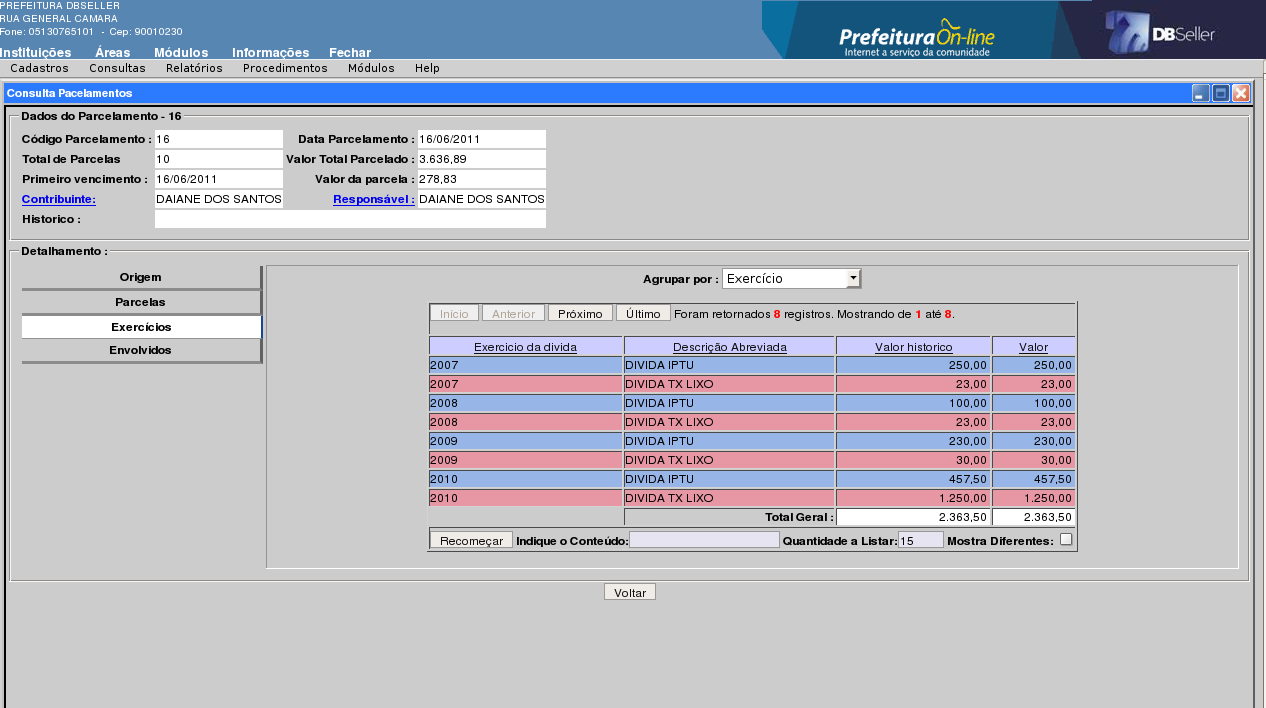 PREFEITURA DBSELLER
RUA GENERAL CAMARA
Fone: 05130765101 - Cep: 90010230
Instituições Áreas Módulos Informações Fechar
PrefeituraOn-line
Internet a serviço da comunidade
DBSeller
Cadastros Consultas Relatórios Procedimentos Módulos Help
Consulta Pacelamentos
Dados do Parcelamento - 16
Código Parcelamento : 16 Data Parcelamento : 16/06/2011
Total de Parcelas 10 Valor Total Parcelado : 3.636,89
Primeiro vencimento : 16/06/2011 Valor da parcela : 278,83
Contribuinte: DAIANE DOS SANTOS Responsável : DAIANE DOS SANTOS
Historico :
Detalhamento :
Origem
Parcelas
Exercícios
Envolvidos
Agrupar por : Exercício
Início Anterior Próximo Último Foram retornados 8 registros. Mostrando de 1 até 8.
Exercicio da divida Descrição Abreviada Valor historico Valor
2007 DIVIDA IPTU 250,00 250,00
2007 DIVIDA TX LIXO 23,00 23,00
2008 DIVIDA IPTU 100,00 100,00
2008 DIVIDA TX LIXO 23,00 23,00
2009 DIVIDA IPTU 230,00 230,00
2009 DIVIDA TX LIXO 30,00 30,00
2010 DIVIDA IPTU 457,50 457,50
2010 DIVIDA TX LIXO 1.250,00 1.250,00
Total Geral : 2.363,50 2.363,50
Recomeçar Indique o Conteúdo: Quantidade a Listar: 15 Mostra Diferentes:
Voltar